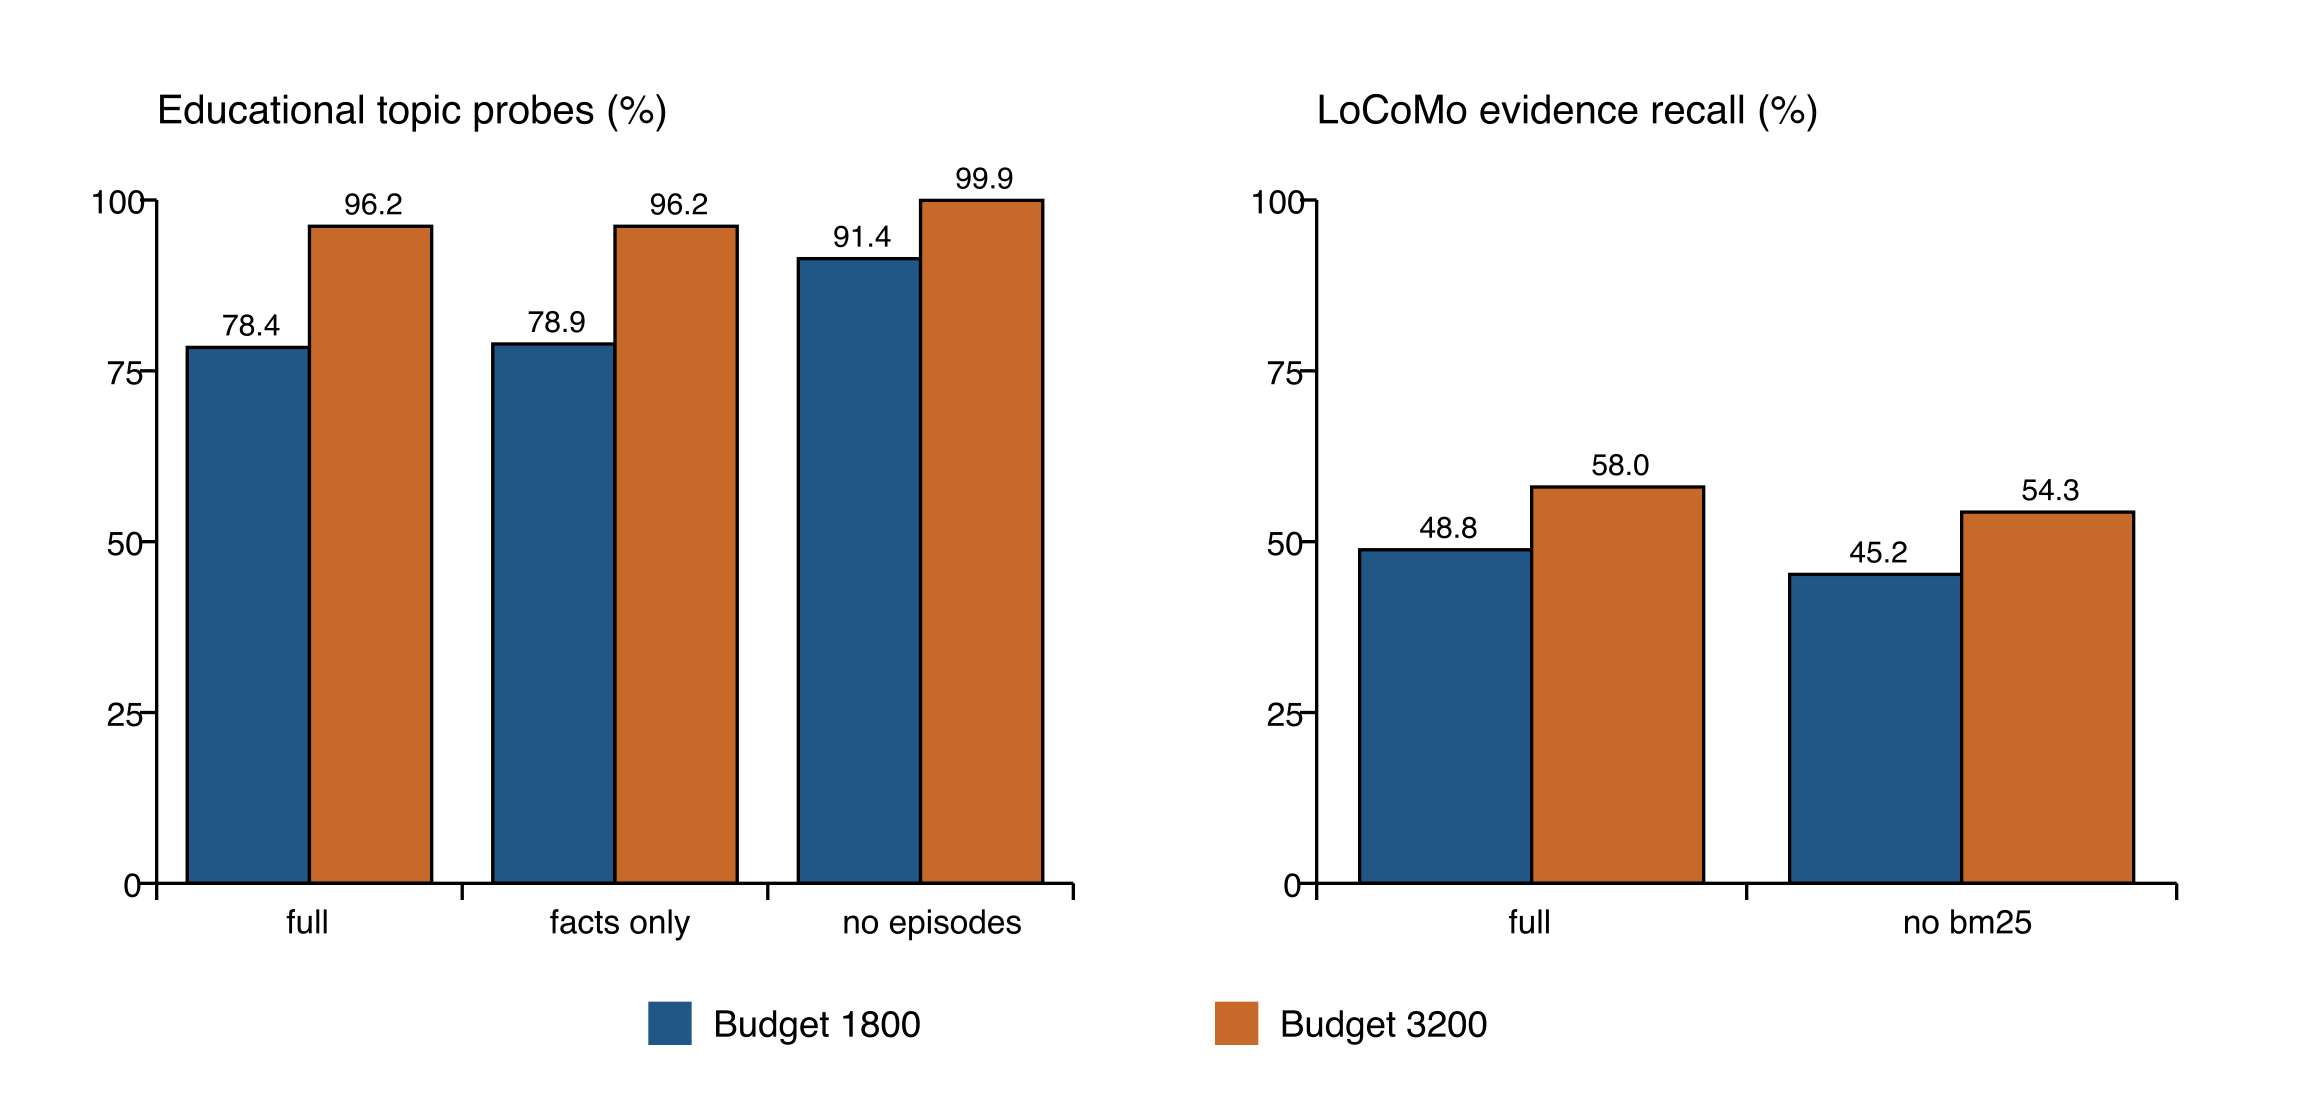 Educational topic probes (%)
100
75
50
25
0
78.4
96.2
78.9
96.2
91.4
99.9
full
facts only
no episodes
LoCoMo evidence recall (%)
100
75
50
25
0
48.8
58.0
45.2
54.3
full
no bm25
Budget 1800
Budget 3200